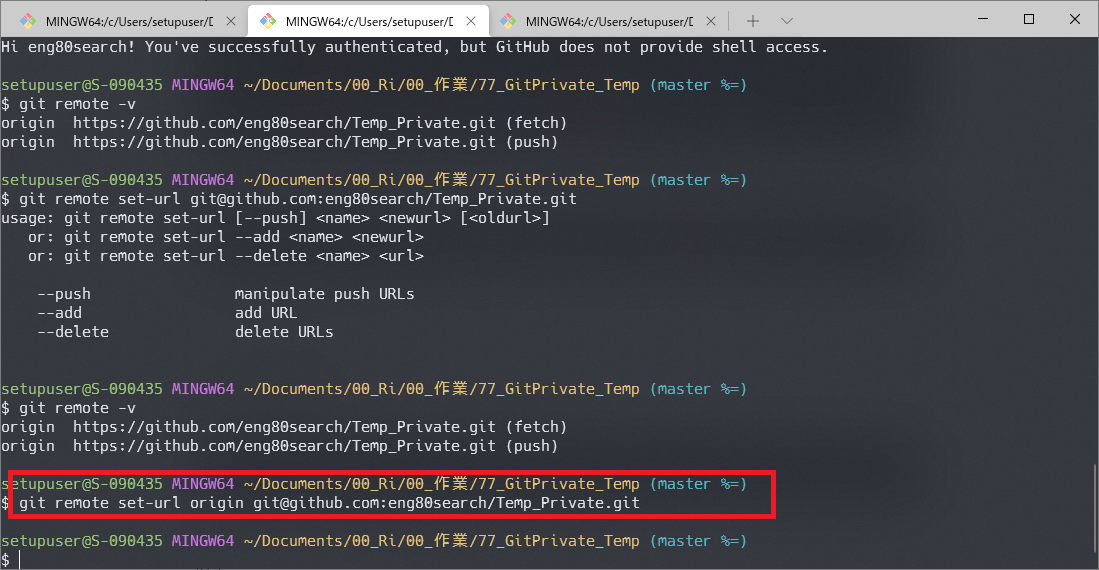 MINGW64:/c/Users/setupuser/D
MINGW64:/c/Users/setupuser/D
MINGW64:/c/Users/setupuser/D
Hi eng80search! You've successfully authenticated, but GitHub does not provide shell access.
setupuser@S-090435 MINGW64 ~/Documents/00_Ri/00_作業/77_GitPrivate_Temp (master %=)
$ git remote -v
origin  https://github.com/eng80search/Temp_Private.git (fetch)
origin  https://github.com/eng80search/Temp_Private.git (push)
setupuser@S-090435 MINGW64 ~/Documents/00_Ri/00_作業/77_GitPrivate_Temp (master %=)
$ git remote set-url git@github.com:eng80search/Temp_Private.git
usage: git remote set-url [--push] <name> <newurl> [<oldurl>]
   or: git remote set-url --add <name> <newurl>
   or: git remote set-url --delete <name> <url>
    --push                manipulate push URLs
    --add                 add URL
    --delete              delete URLs
setupuser@S-090435 MINGW64 ~/Documents/00_Ri/00_作業/77_GitPrivate_Temp (master %=)
$ git remote -v
origin  https://github.com/eng80search/Temp_Private.git (fetch)
origin  https://github.com/eng80search/Temp_Private.git (push)
setupuser@S-090435 MINGW64 ~/Documents/00_Ri/00_作業/77_GitPrivate_Temp (master %=)
$ git remote set-url origin git@github.com:eng80search/Temp_Private.git
setupuser@S-090435 MINGW64 ~/Documents/00_Ri/00_作業/77_GitPrivate_Temp (master %=)
$